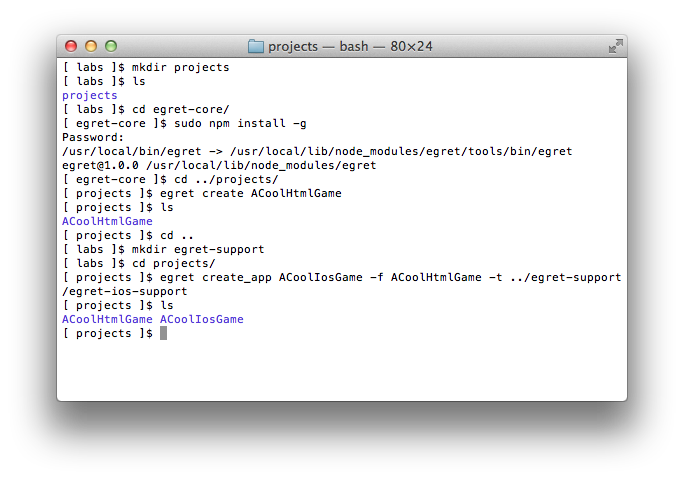 projects — bash — 80×24
[ labs ]$ mkdir projects
[ labs ]$ ls
projects
[ labs ]$ cd egret-core/
[ egret-core ]$ sudo npm install -g
Password:
/usr/local/bin/egret -> /usr/local/lib/node_modules/egret/tools/bin/egret
egret@1.0.0 /usr/local/lib/node_modules/egret
[ egret-core ]$ cd ../projects/
[ projects ]$ egret create ACoolHtmlGame
[ projects ]$ ls
ACoolHtmlGame
[ projects ]$ cd ..
[ labs ]$ mkdir egret-support
[ labs ]$ cd projects/
[ projects ]$ egret create_app ACoolIosGame -f ACoolHtmlGame -t ../egret-support
/egret-ios-support
[ projects ]$ ls
ACoolHtmlGame ACoolIosGame
[ projects ]$